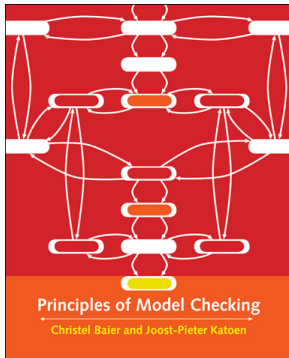 Principles of Model Checking
Christel Baier and Joost-Pieter Katoen